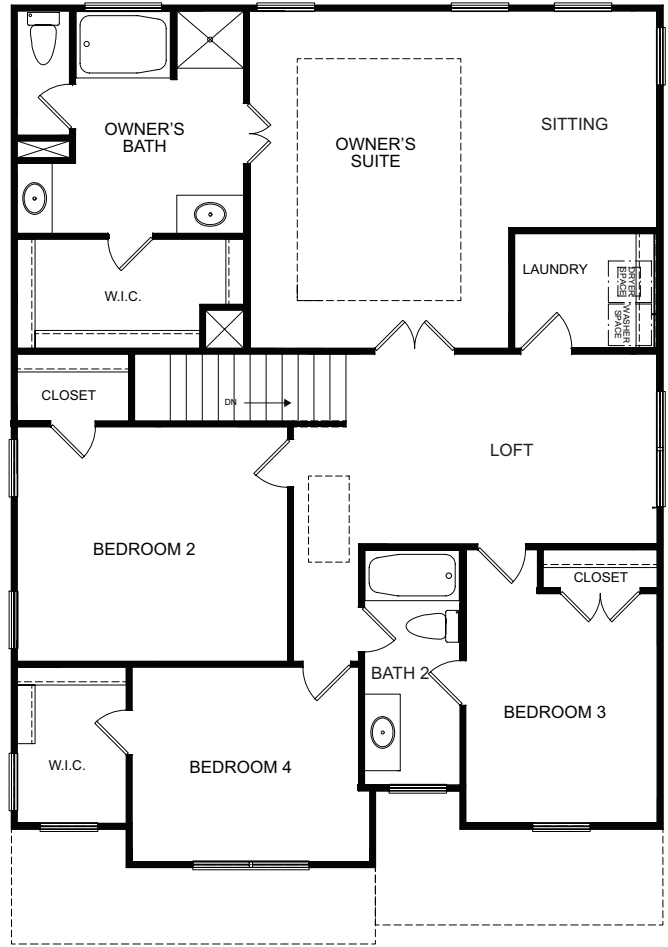 OWNER'S
BATH
OWNER'S
SUITE
SITTING
W.I.C.
LAUNDRY
DRYER
SPACE
WASHER
SPACE
CLOSET
DN
LOFT
BEDROOM 2
CLOSET
BATH 2
BEDROOM 3
W.I.C.
BEDROOM 4